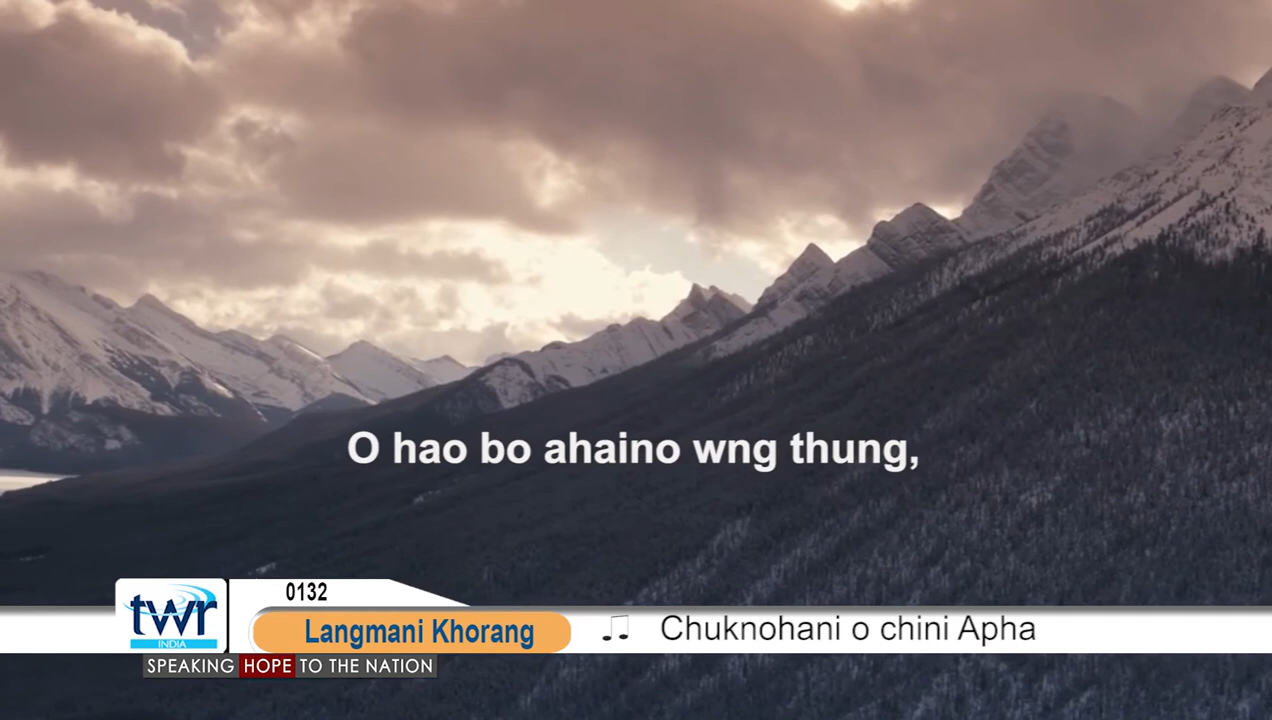 O hao bo ahaino wng thung,
0132
twr
INDIA
Langmani Khorang
Chuknohani o chini Apha
SPEAKING HOPE TO THE NATION